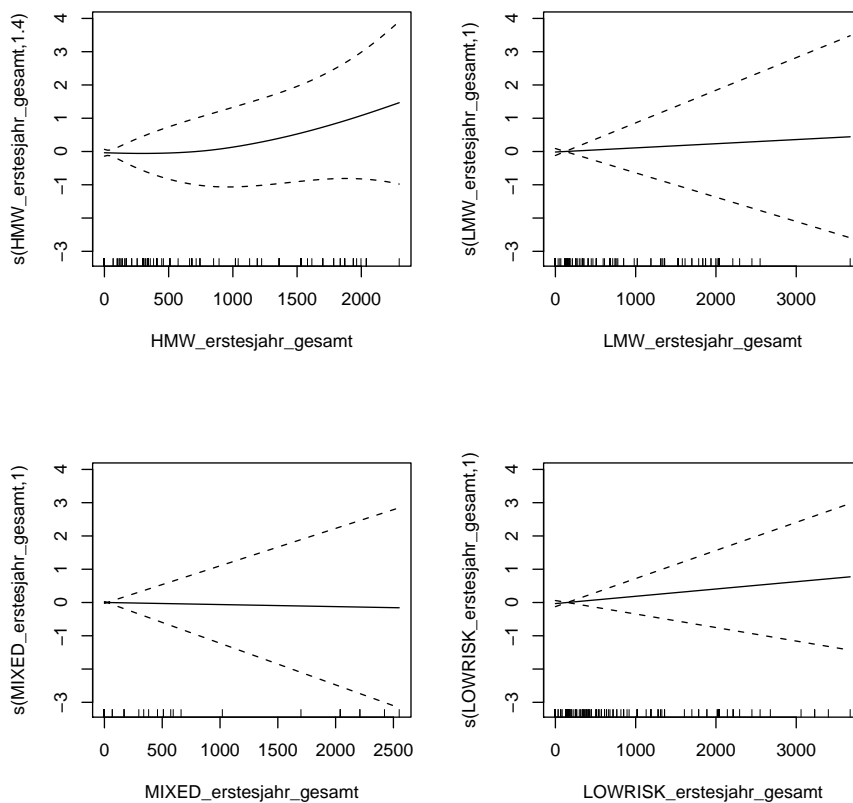 s(HMW_erstesjahr_gesamt,1.4)
4
3
2
1
0
−1
−3
0 500 1000 1500 2000
HMW_erstesjahr_gesamt
s(LMW_erstesjahr_gesamt,1)
4
3
2
1
0
−1
−3
0 1000 2000 3000
LMW_erstesjahr_gesamt
s(MIXED_erstesjahr_gesamt,1)
4
3
2
1
0
−1
−3
0 500 1000 1500 2000 2500
MIXED_erstesjahr_gesamt
s(LOWRISK_erstesjahr_gesamt,1)
4
3
2
1
0
−1
−3
0 1000 2000 3000
LOWRISK_erstesjahr_gesamt